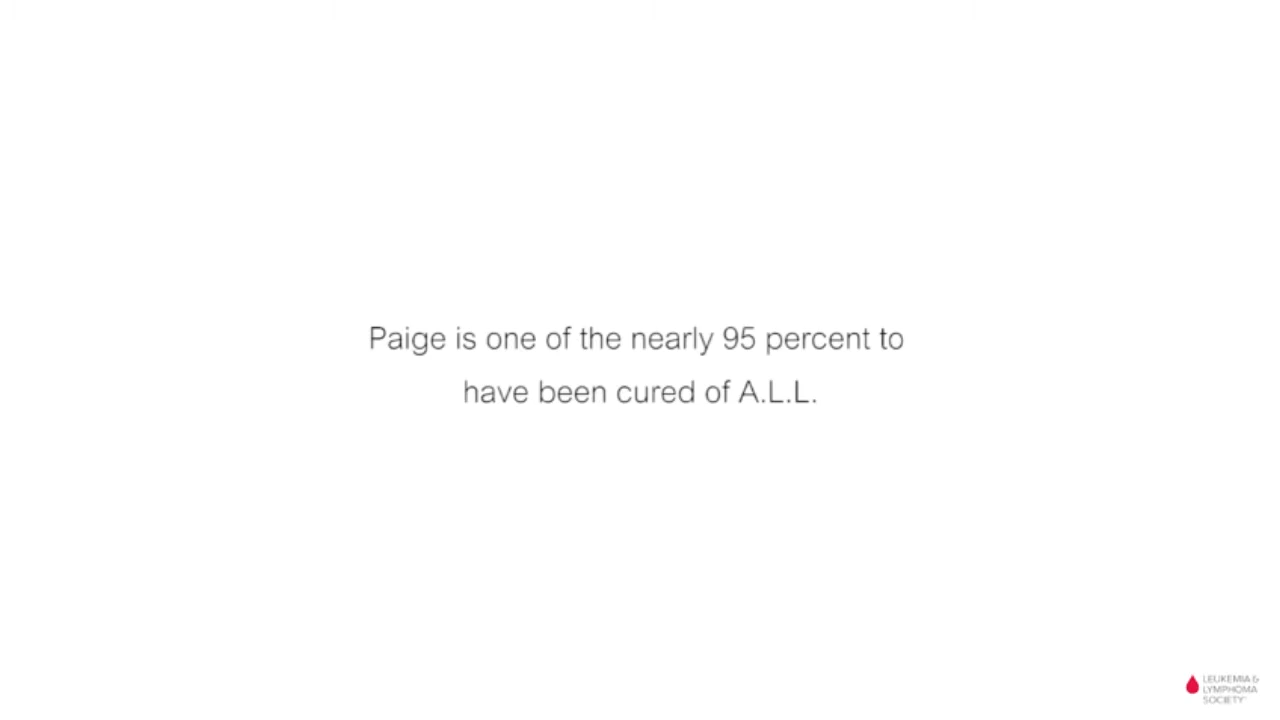 Paige is one of the nearly 95 percent to
have been cured of A.L.L.
LEUKEMIA &
LYMPHOMA
SOCIETY